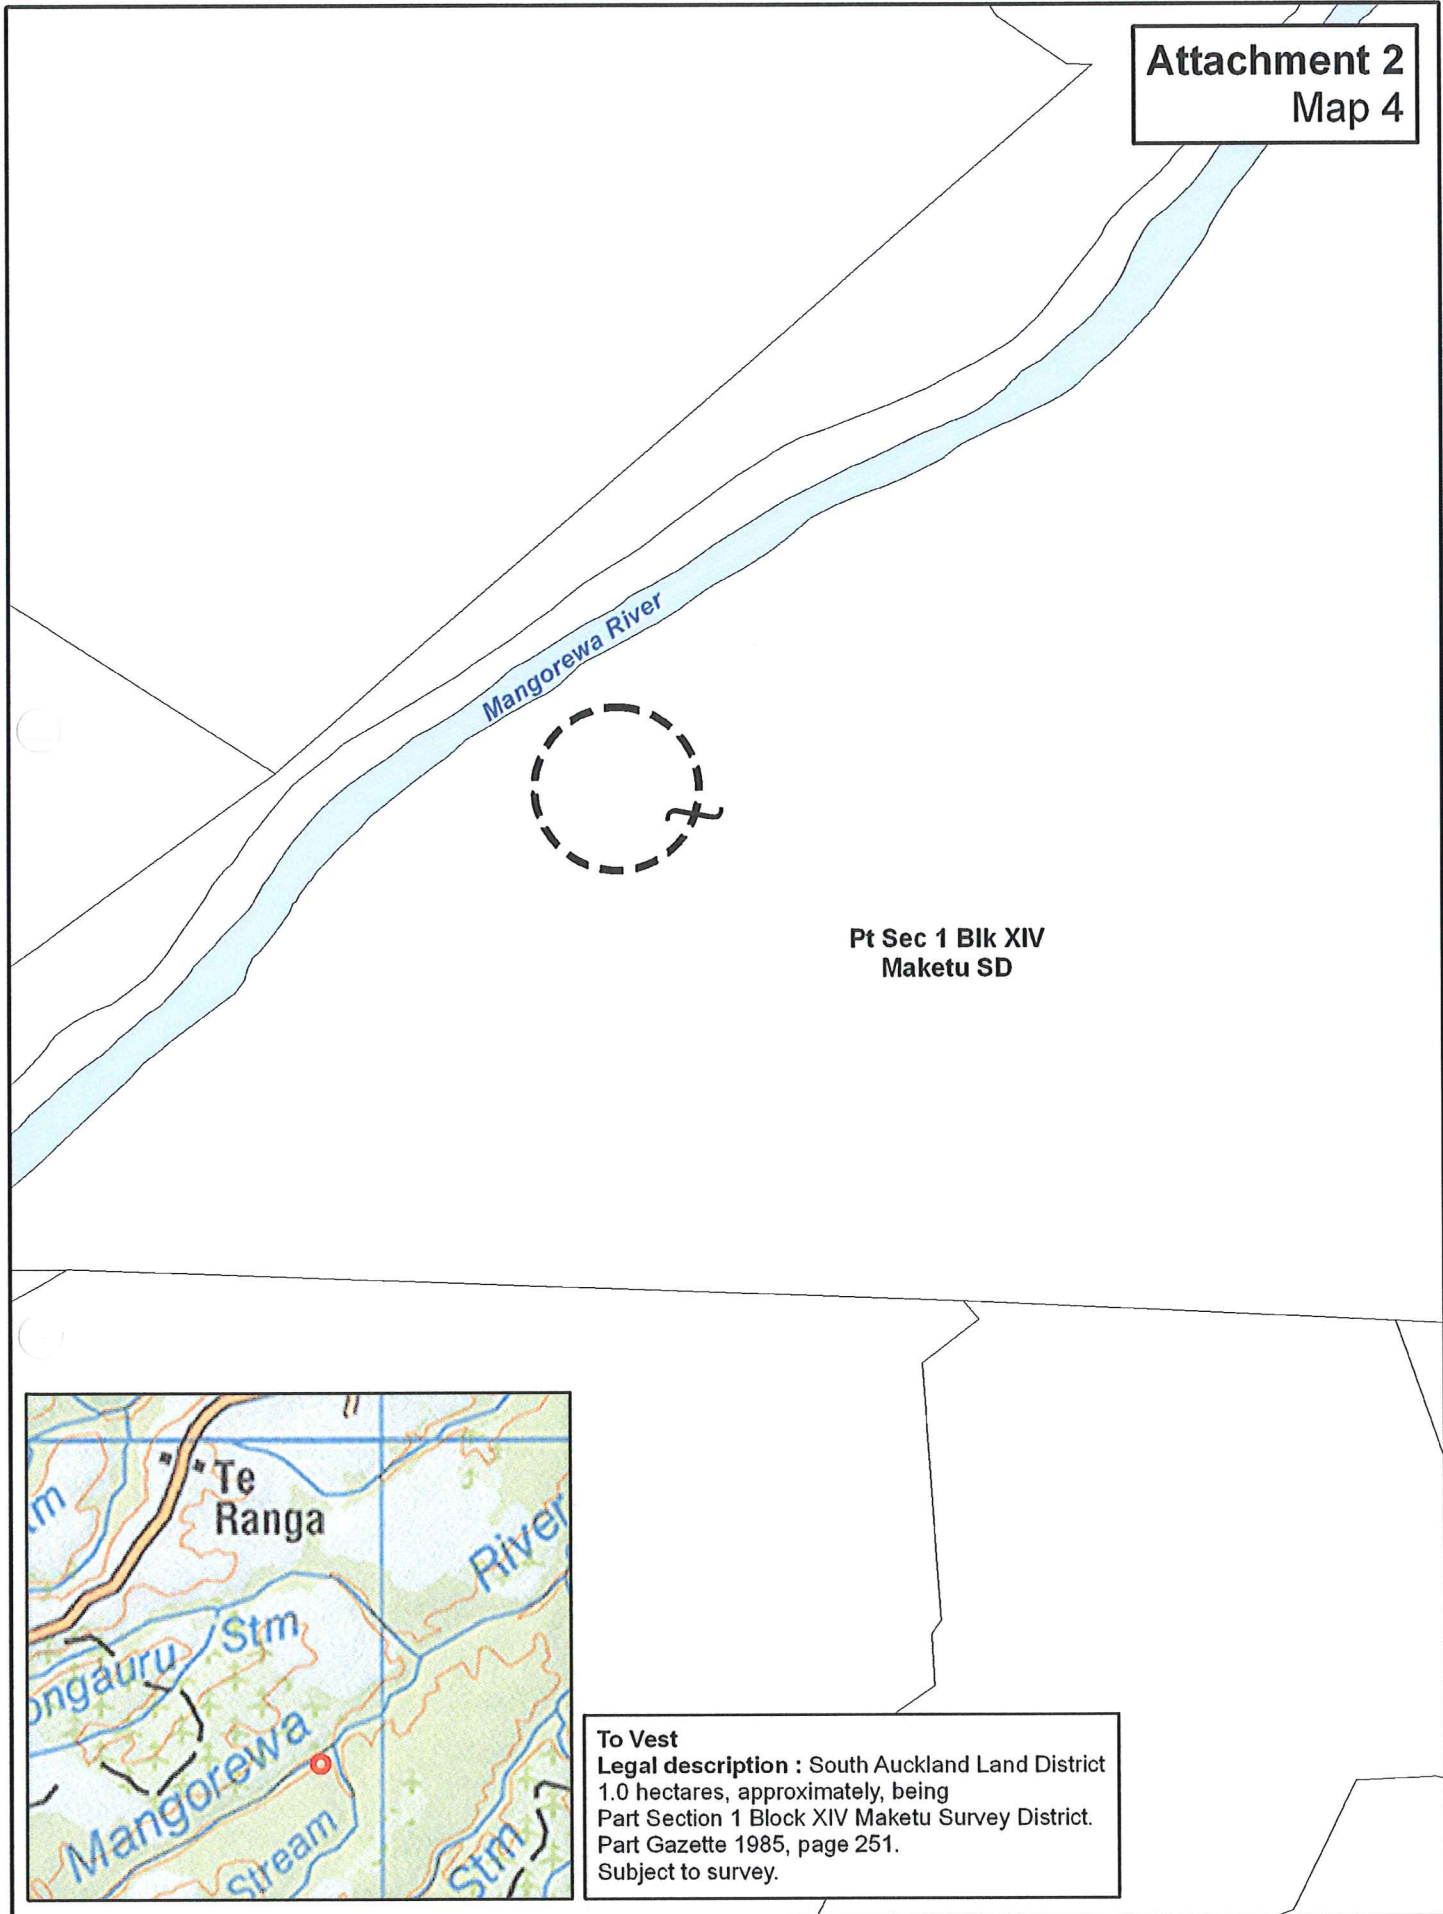 Attachment 2
Map 4
Mangorewa River
Pt Sec 1 Blk XIV
Maketu SD
Te
Ranga
River
Stm
ongauru
Mangorewa
Stream
Stm
To Vest
Legal description : South Auckland Land District
1.0 hectares, approximately, being
Part Section 1 Block XIV Maketu Survey District.
Part Gazette 1985, page 251.
Subject to survey.